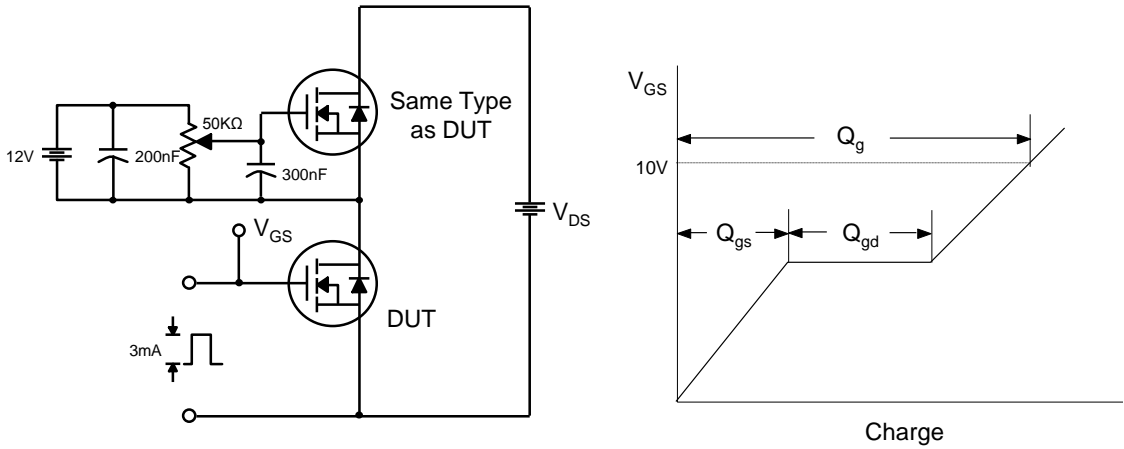 50KΩ
12V
200nF
300nF
Same Type
as DUT
V_DS
V_GS
DUT
3mA
V_GS
Q_g
10V
Q_gs
Q_gd
Charge